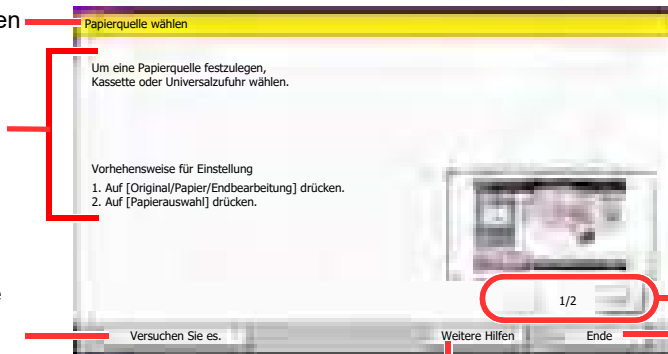 en
Papierquelle wählen
Um eine Papierquelle festzulegen,
Kassette oder Universalzufuhr wählen.
Vorhehensweise für Einstellung
1. Auf [Original/Papier/Endbearbeitung] drücken.
2. Auf [Papierauswahl] drücken.
e
1/2
Versuchen Sie es.
Weitere Hilfen
Ende